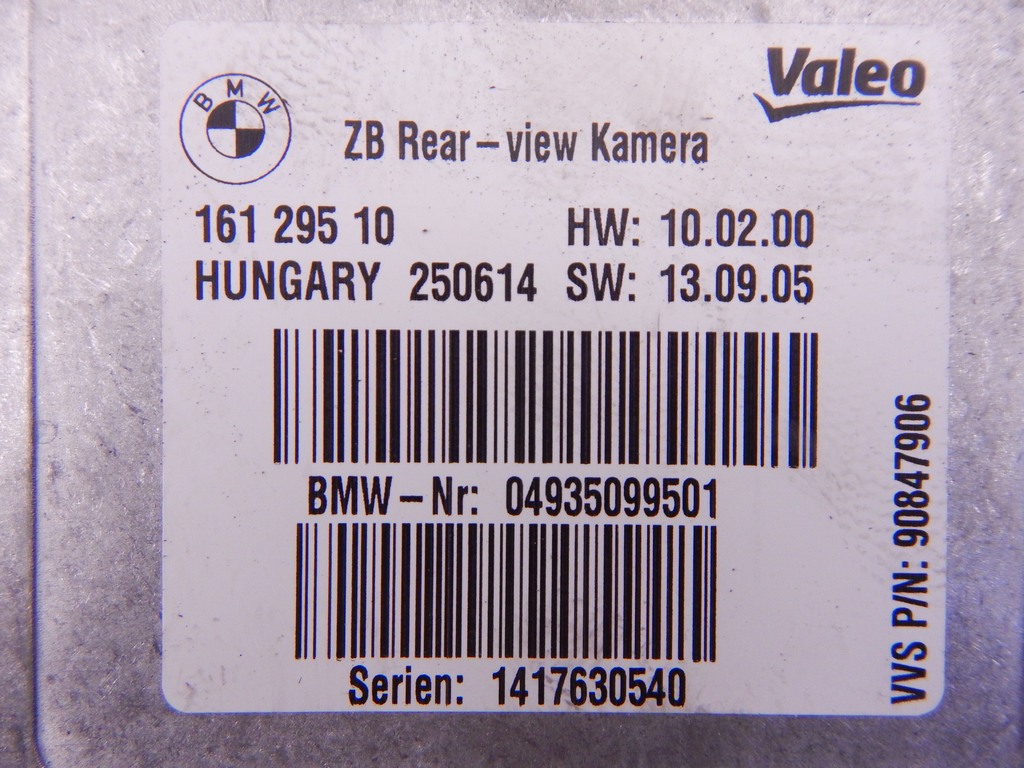 BMW
Valeo
ZB Rear-view Kamera
161 295 10 HW: 10.02.00
HUNGARY 250614 SW: 13.09.05
BMW-Nr: 04935099501
Serien: 1417630540
VVS P/N: 90847906